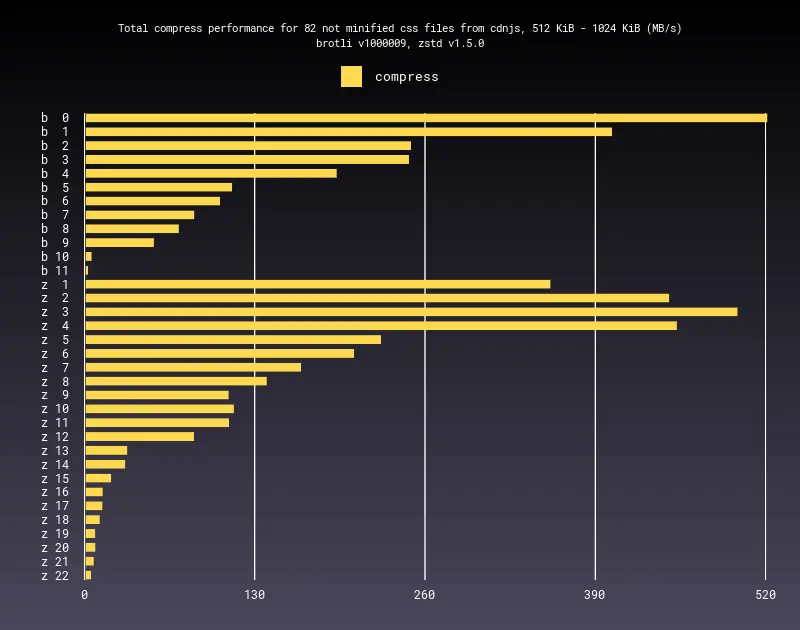 Total compress performance for 82 not minified css files from cdnjs, 512 KiB - 1024 KiB (MB/s)
brotli v1000009, zstd v1.5.0
compress
b  0
b  1
b  2
b  3
b  4
b  5
b  6
b  7
b  8
b  9
b 10
b 11
z  1
z  2
z  3
z  4
z  5
z  6
z  7
z  8
z  9
z 10
z 11
z 12
z 13
z 14
z 15
z 16
z 17
z 18
z 19
z 20
z 21
z 22
0 130 260 390 520